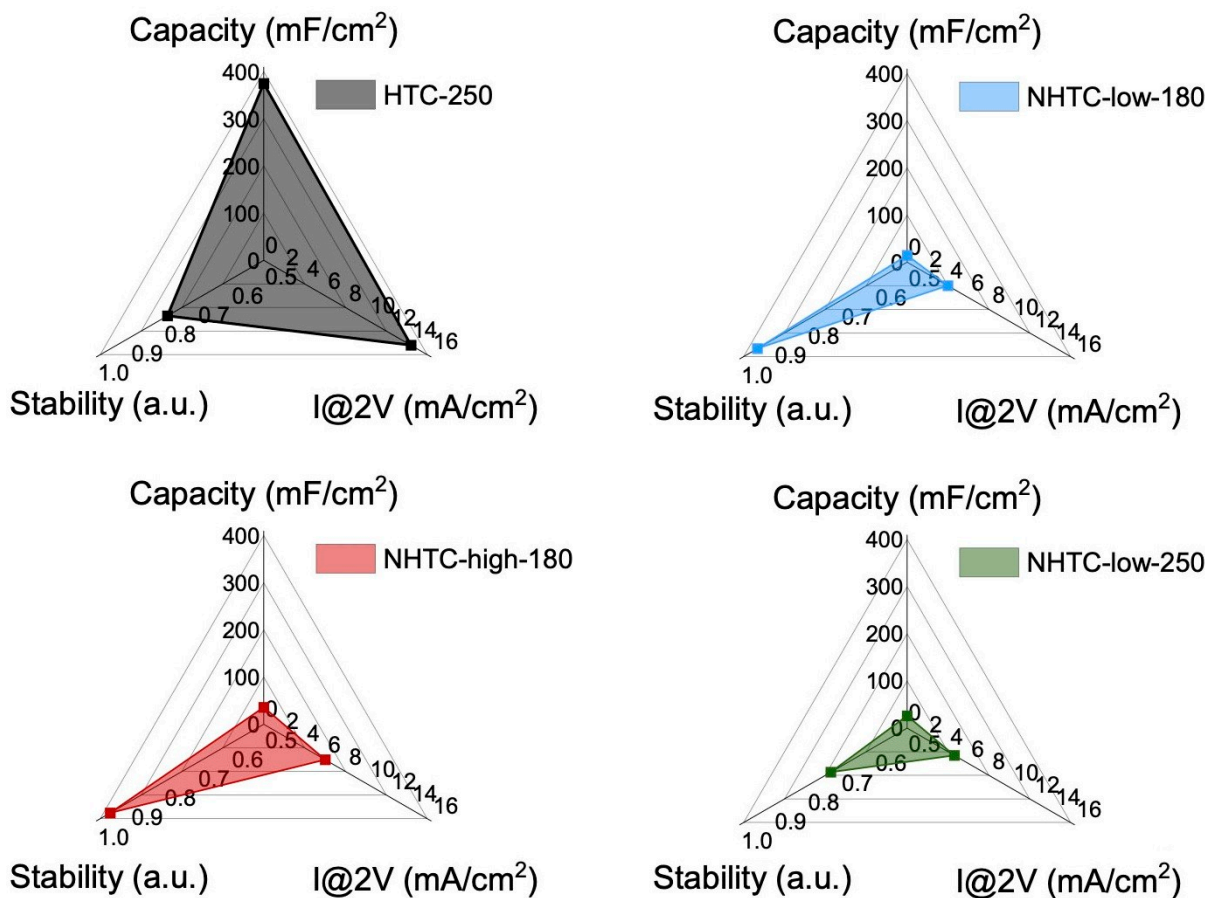 Capacity (mF/cm²)
HTC-250
400
300
200
100
0
0 2 4 6 8 10 12 14 16
0.5 0.6 0.7 0.8 0.9 1.0
Stability (a.u.)
I@2V (mA/cm²)
Capacity (mF/cm²)
NHTC-low-180
400
300
200
100
0
0 2 4 6 8 10 12 14 16
0.5 0.6 0.7 0.8 0.9 1.0
Stability (a.u.)
I@2V (mA/cm²)
Capacity (mF/cm²)
NHTC-high-180
400
300
200
100
0
0 2 4 6 8 10 12 14 16
0.5 0.6 0.7 0.8 0.9 1.0
Stability (a.u.)
I@2V (mA/cm²)
Capacity (mF/cm²)
NHTC-low-250
400
300
200
100
0
0 2 4 6 8 10 12 14 16
0.5 0.6 0.7 0.8 0.9 1.0
Stability (a.u.)
I@2V (mA/cm²)